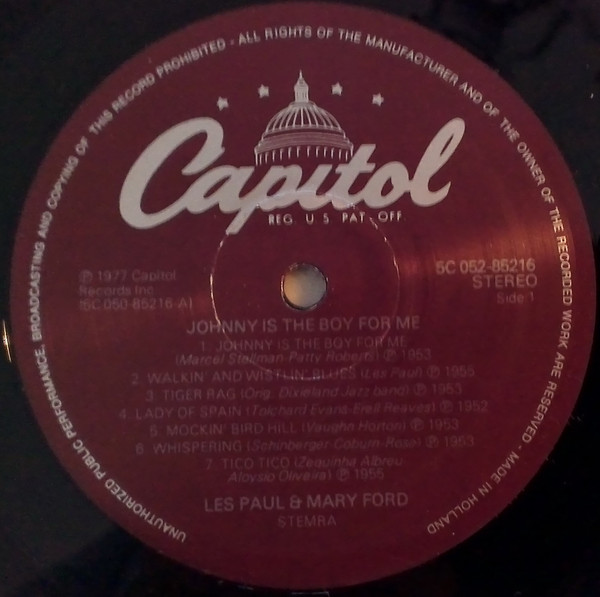 UNAUTHORIZED PUBLIC PERFORMANCE, BROADCASTING AND COPYING OF THIS RECORD PROHIBITED - ALL RIGHTS OF THE MANUFACTURER AND OF THE OWNER OF THE RECORDED WORK ARE RESERVED - MADE IN HOLLAND
Capitol
REG. U.S. PAT. OFF
℗ 1977 Capitol
Records Inc
(5C 050-85216 A)
5C 052-85216
STEREO
Side 1
JOHNNY IS THE BOY FOR ME
1. JOHNNY IS THE BOY FOR ME
(Marcel Stellman-Patty Roberts) ℗ 1953
2. WALKIN' AND WISTLIN' BLUES (Les Paul) ℗ 1955
3. TIGER RAG (Orig. Dixieland Jazz band) ℗ 1953
4. LADY OF SPAIN (Tolchard Evans-Erell Reaves) ℗ 1952
5. MOCKIN' BIRD HILL (Vaughn Horton) ℗ 1953
6. WHISPERING (Schinberger-Coburn-Rose) ℗ 1953
7. TICO TICO (Zequinha Albreu
Aloysio Oliveira) ℗ 1955
LES PAUL & MARY FORD
STEMRA